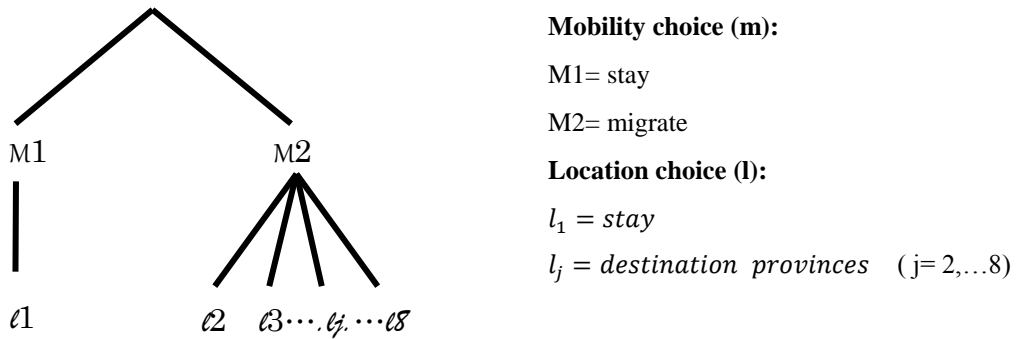 M1 M2
ℓ1 ℓ2 ℓ3····.ℓj. ····ℓ8
Mobility choice (m):
M1= stay
M2= migrate
Location choice (l):
𝑙₁ = 𝑠𝑡𝑎𝑦
𝑙ⱼ = 𝑑𝑒𝑠𝑡𝑖𝑛𝑎𝑡𝑖𝑜𝑛 𝑝𝑟𝑜𝑣𝑖𝑛𝑐𝑒𝑠 ( j= 2,…8)